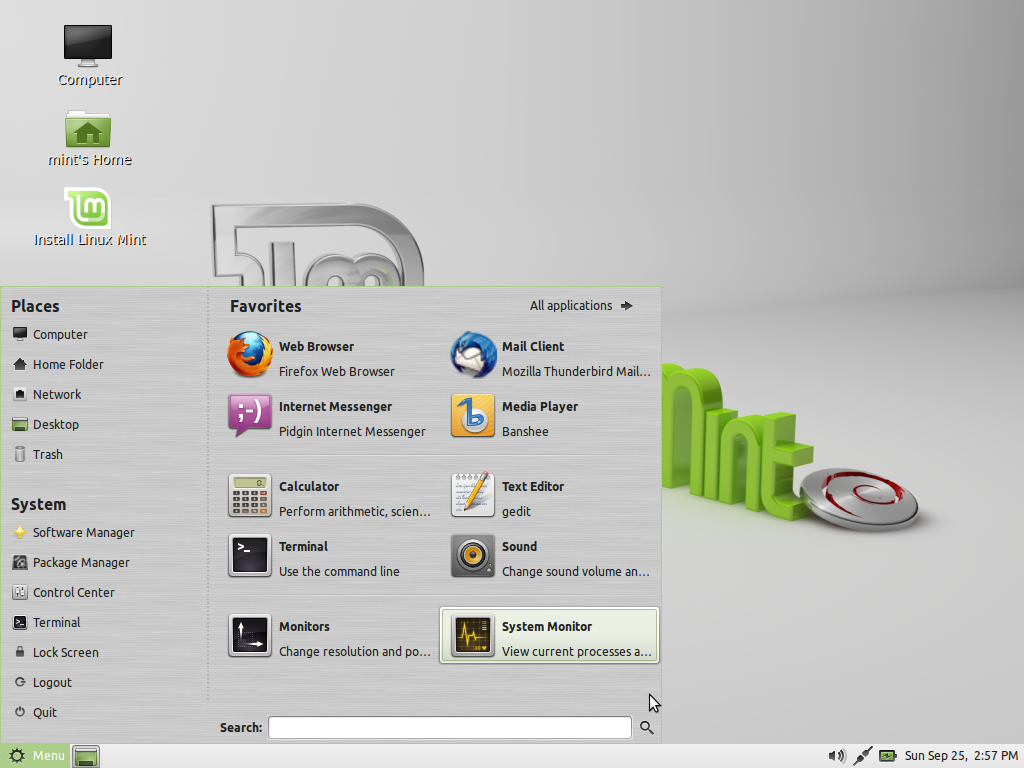 Computer
mint's Home
Install Linux Mint
Places
Computer
Home Folder
Network
Desktop
Trash
System
Software Manager
Package Manager
Control Center
Terminal
Lock Screen
Logout
Quit
Favorites
All applications
Web Browser
Firefox Web Browser
Mail Client
Mozilla Thunderbird Mail...
Internet Messenger
Pidgin Internet Messenger
Media Player
Banshee
Calculator
Perform arithmetic, scien...
Text Editor
gedit
Terminal
Use the command line
Sound
Change sound volume an...
Monitors
Change resolution and po...
System Monitor
View current processes a...
Search:
mint
Menu
Sun Sep 25, 2:57 PM